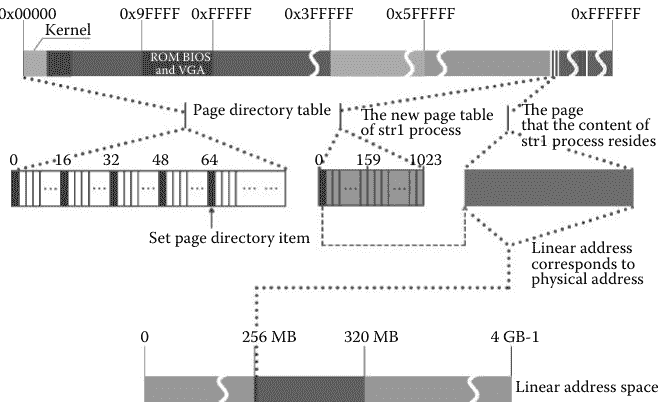 0x00000 0x9FFFF 0xFFFFF 0x3FFFFF 0x5FFFFF 0xFFFFFF
Kernel
ROM BIOS
and VGA
Page directory table
The new page table
of str1 process
The page
that the content of
str1 process resides
0 16 32 48 64
0 159 1023
...
...
...
...
... ...
...
...
Set page directory item
Linear address
corresponds to
physical address
0 256 MB 320 MB 4 GB-1
Linear address space